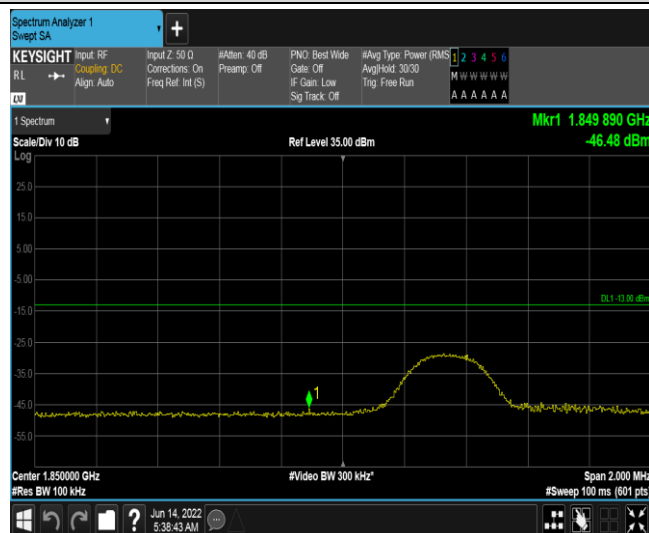 Spectrum Analyzer 1
Swept SA
+
KEYSIGHT Input: RF Input Z: 50 Ω #Atten: 40 dB PNO: Best Wide #Avg Type: Power (RMS 1 2 3 4 5 6
RL Coupling: DC Corrections: On Preamp: Off Gate: Off Avg|Hold: 30/30 M W W W W W
Align: Auto Freq Ref: Int (S) IF Gain: Low Trig: Free Run
Sig Track: Off A A A A A A
LXI
1 Spectrum Mkr1 1.849 890 GHz
Scale/Div 10 dB Ref Level 35.00 dBm -46.48 dBm
Log
25.0
15.0
5.00
-5.00
DL1 -13.00 dBm
-15.0
-25.0
-35.0
1
-45.0
-55.0
Center 1.850000 GHz #Video BW 300 kHz* Span 2.000 MHz
#Res BW 100 kHz #Sweep 100 ms (601 pts)
? Jun 14, 2022
5:38:43 AM